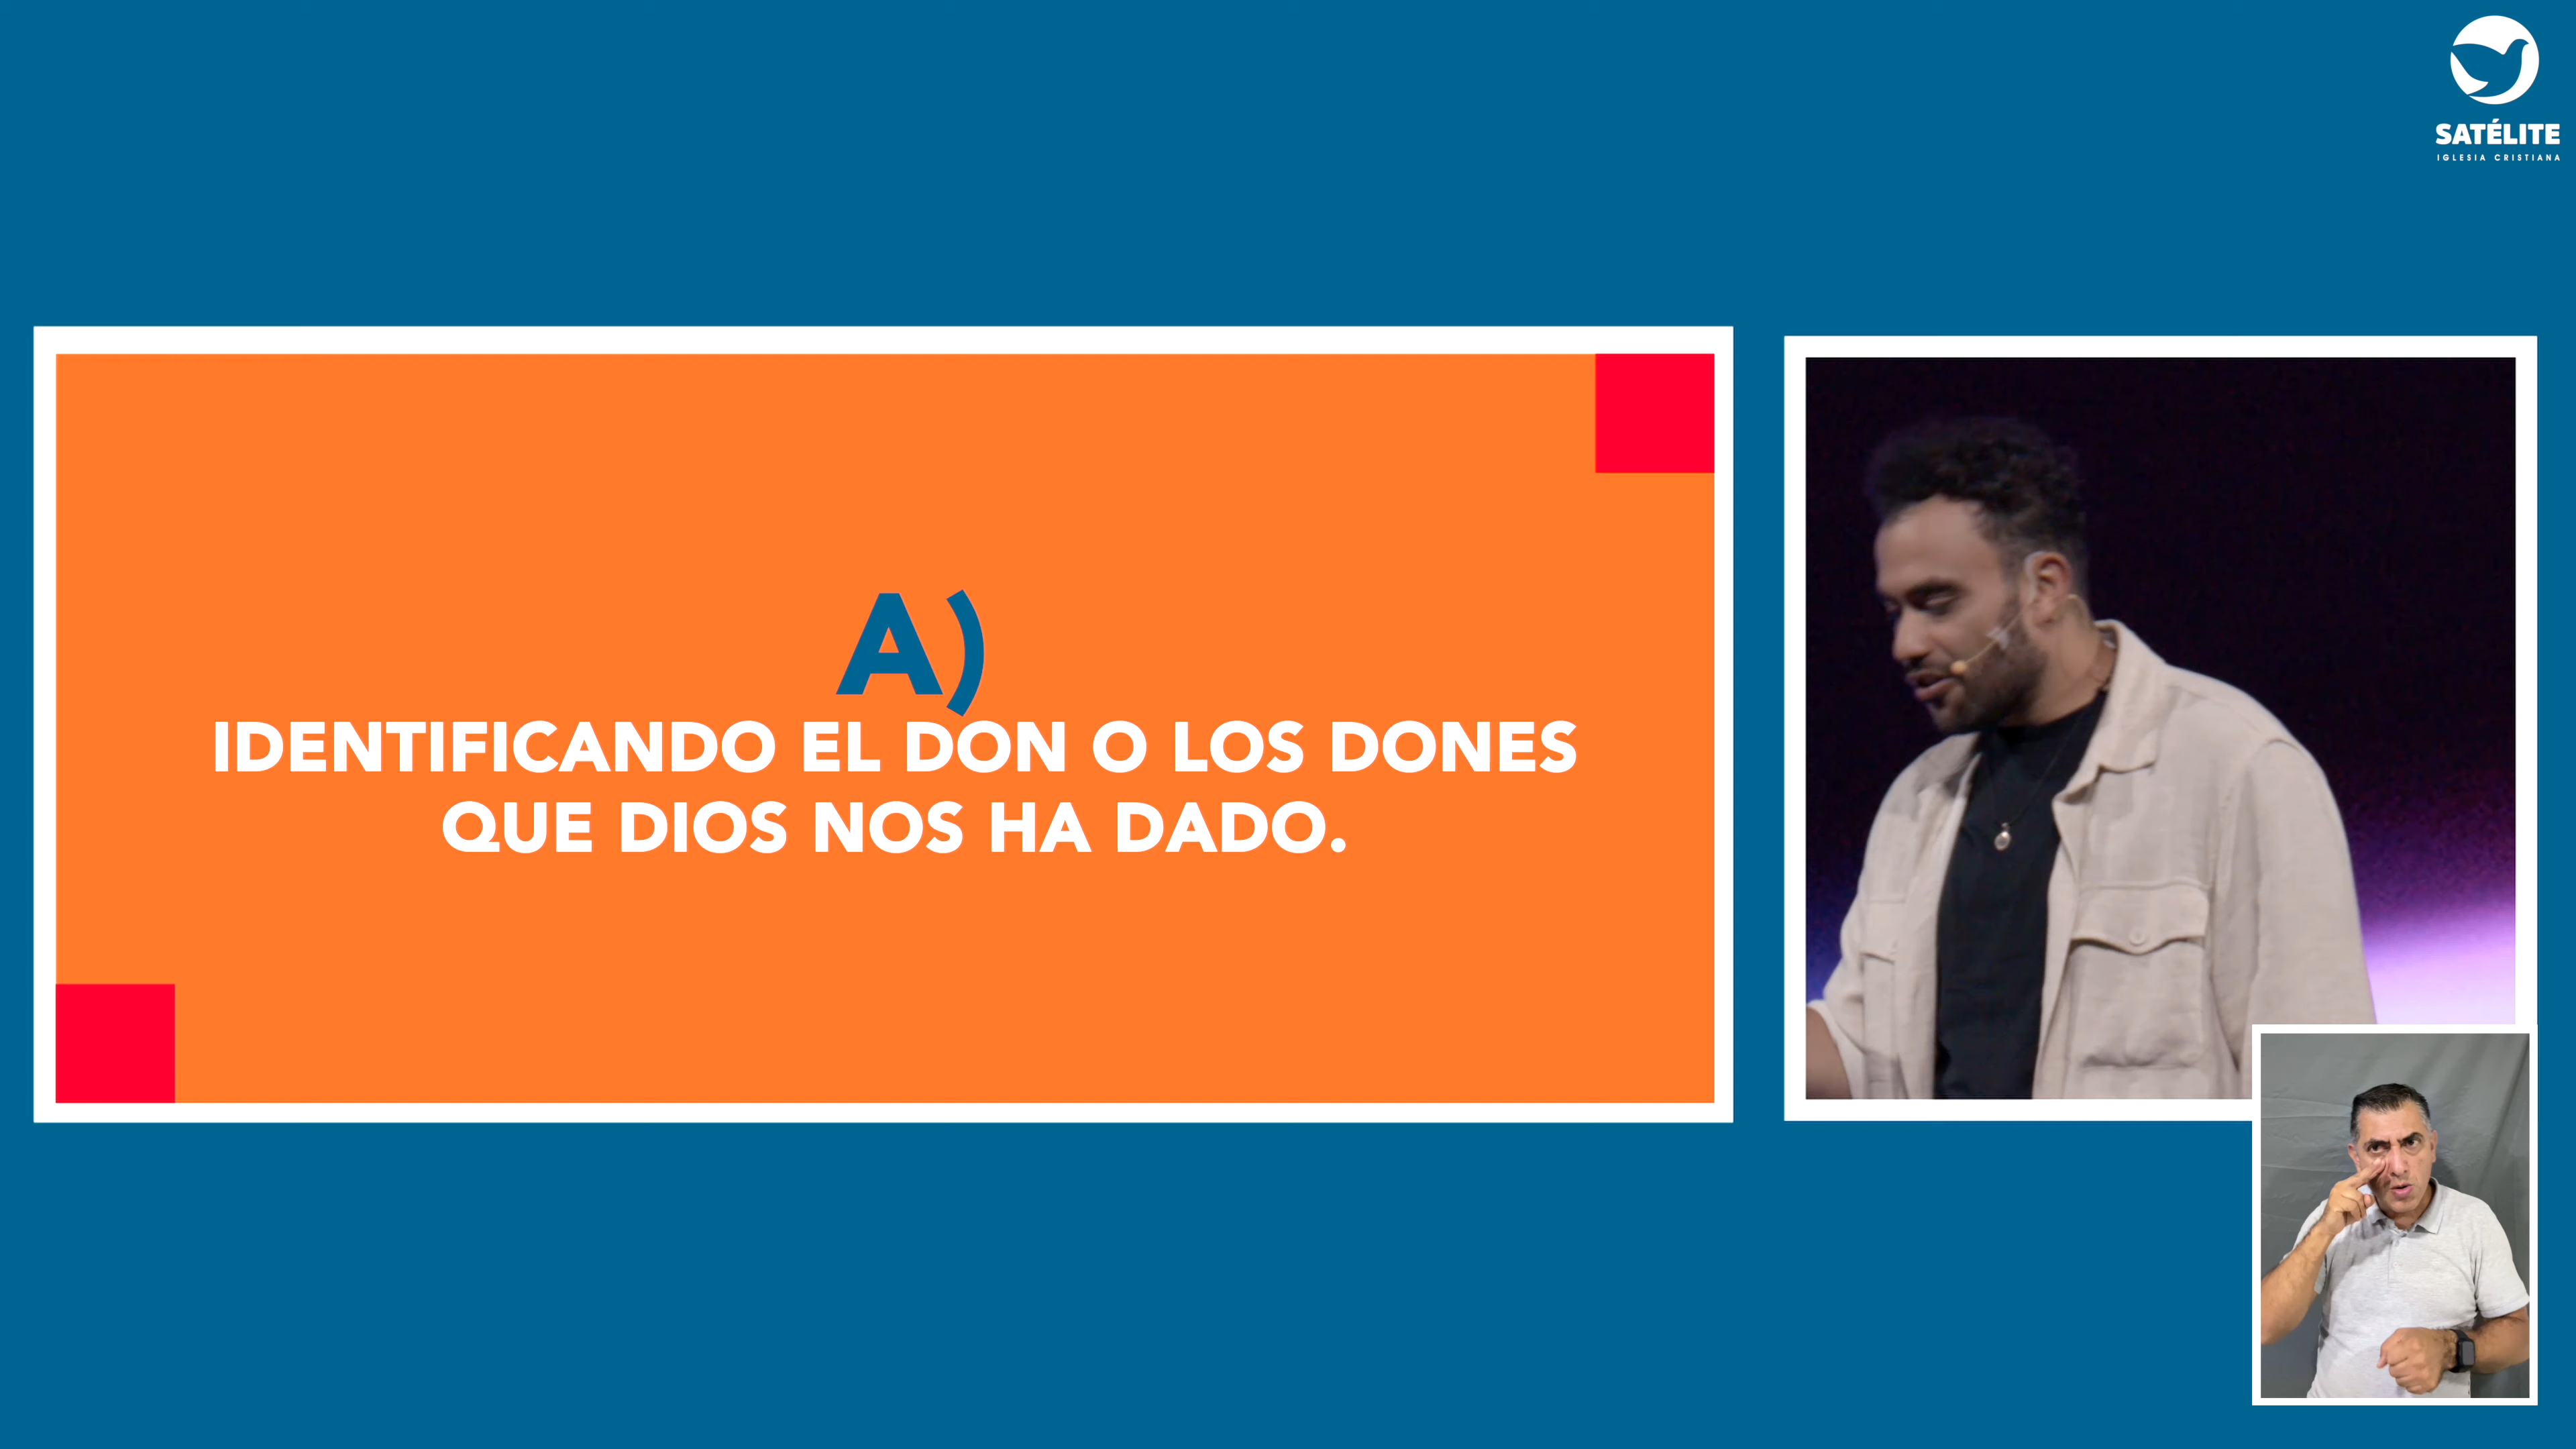 SATÉLITE
IGLESIA CRISTIANA
A)
IDENTIFICANDO EL DON O LOS DONES
QUE DIOS NOS HA DADO.